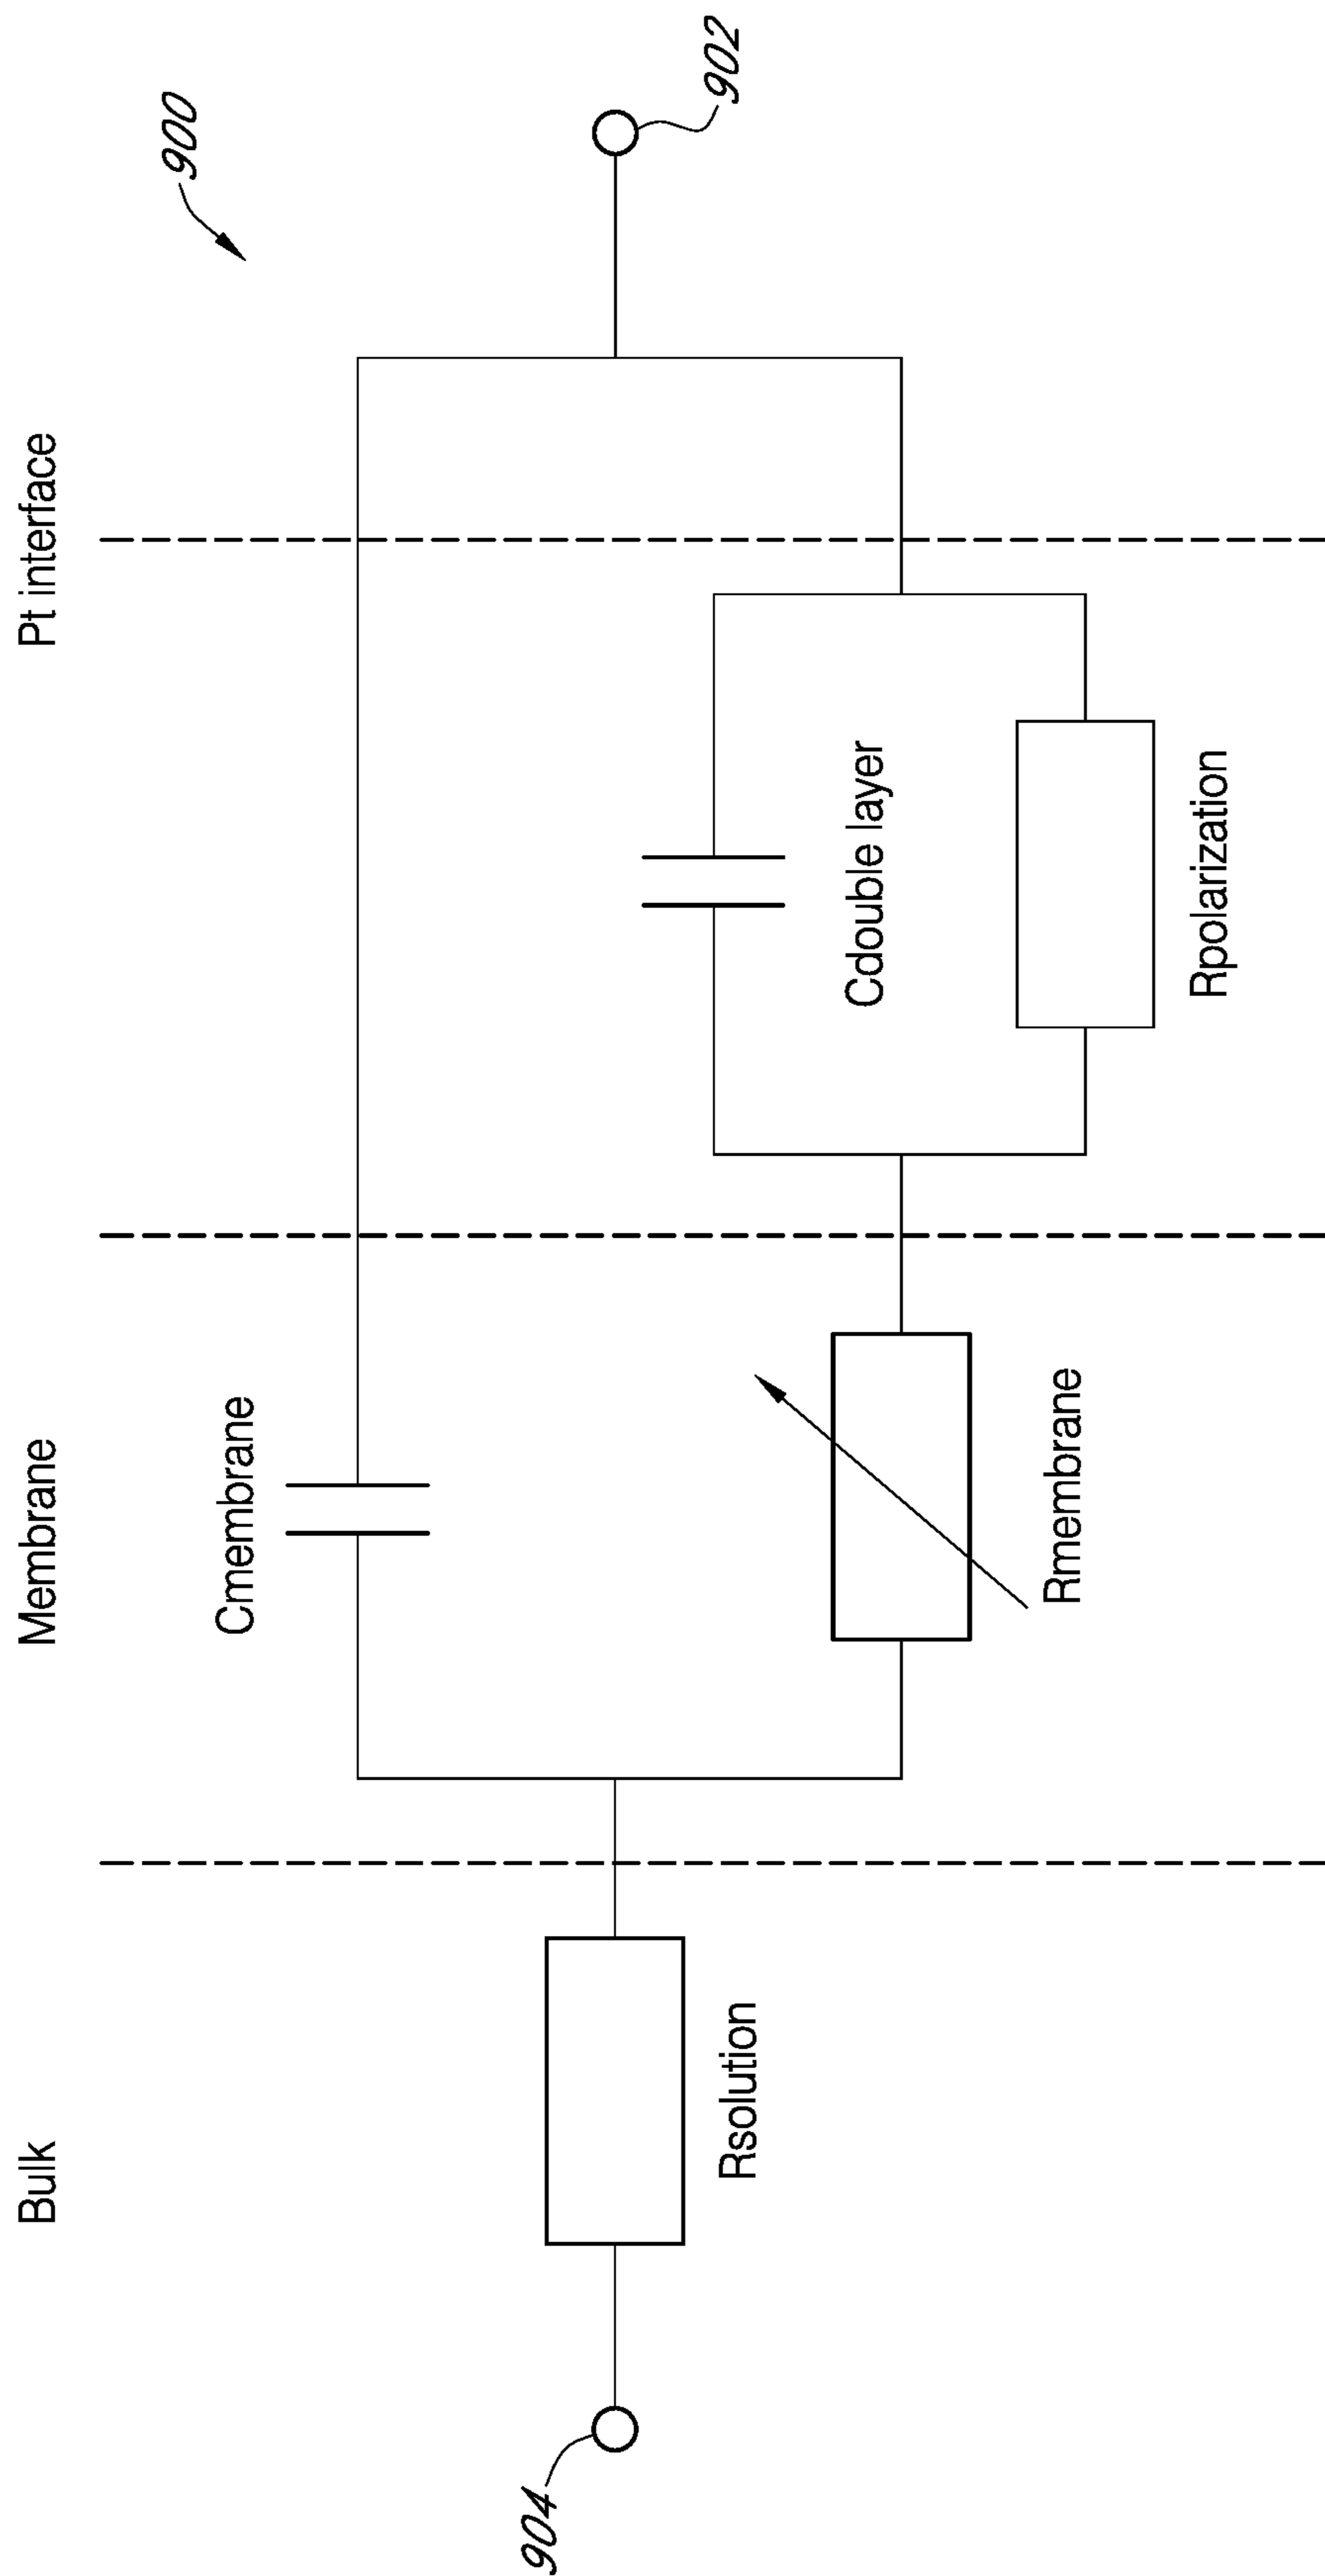 Bulk
Membrane
Pt interface
900
Cmembrane
904
902
Rsolution
Cdouble layer
Rmembrane
Rpolarization